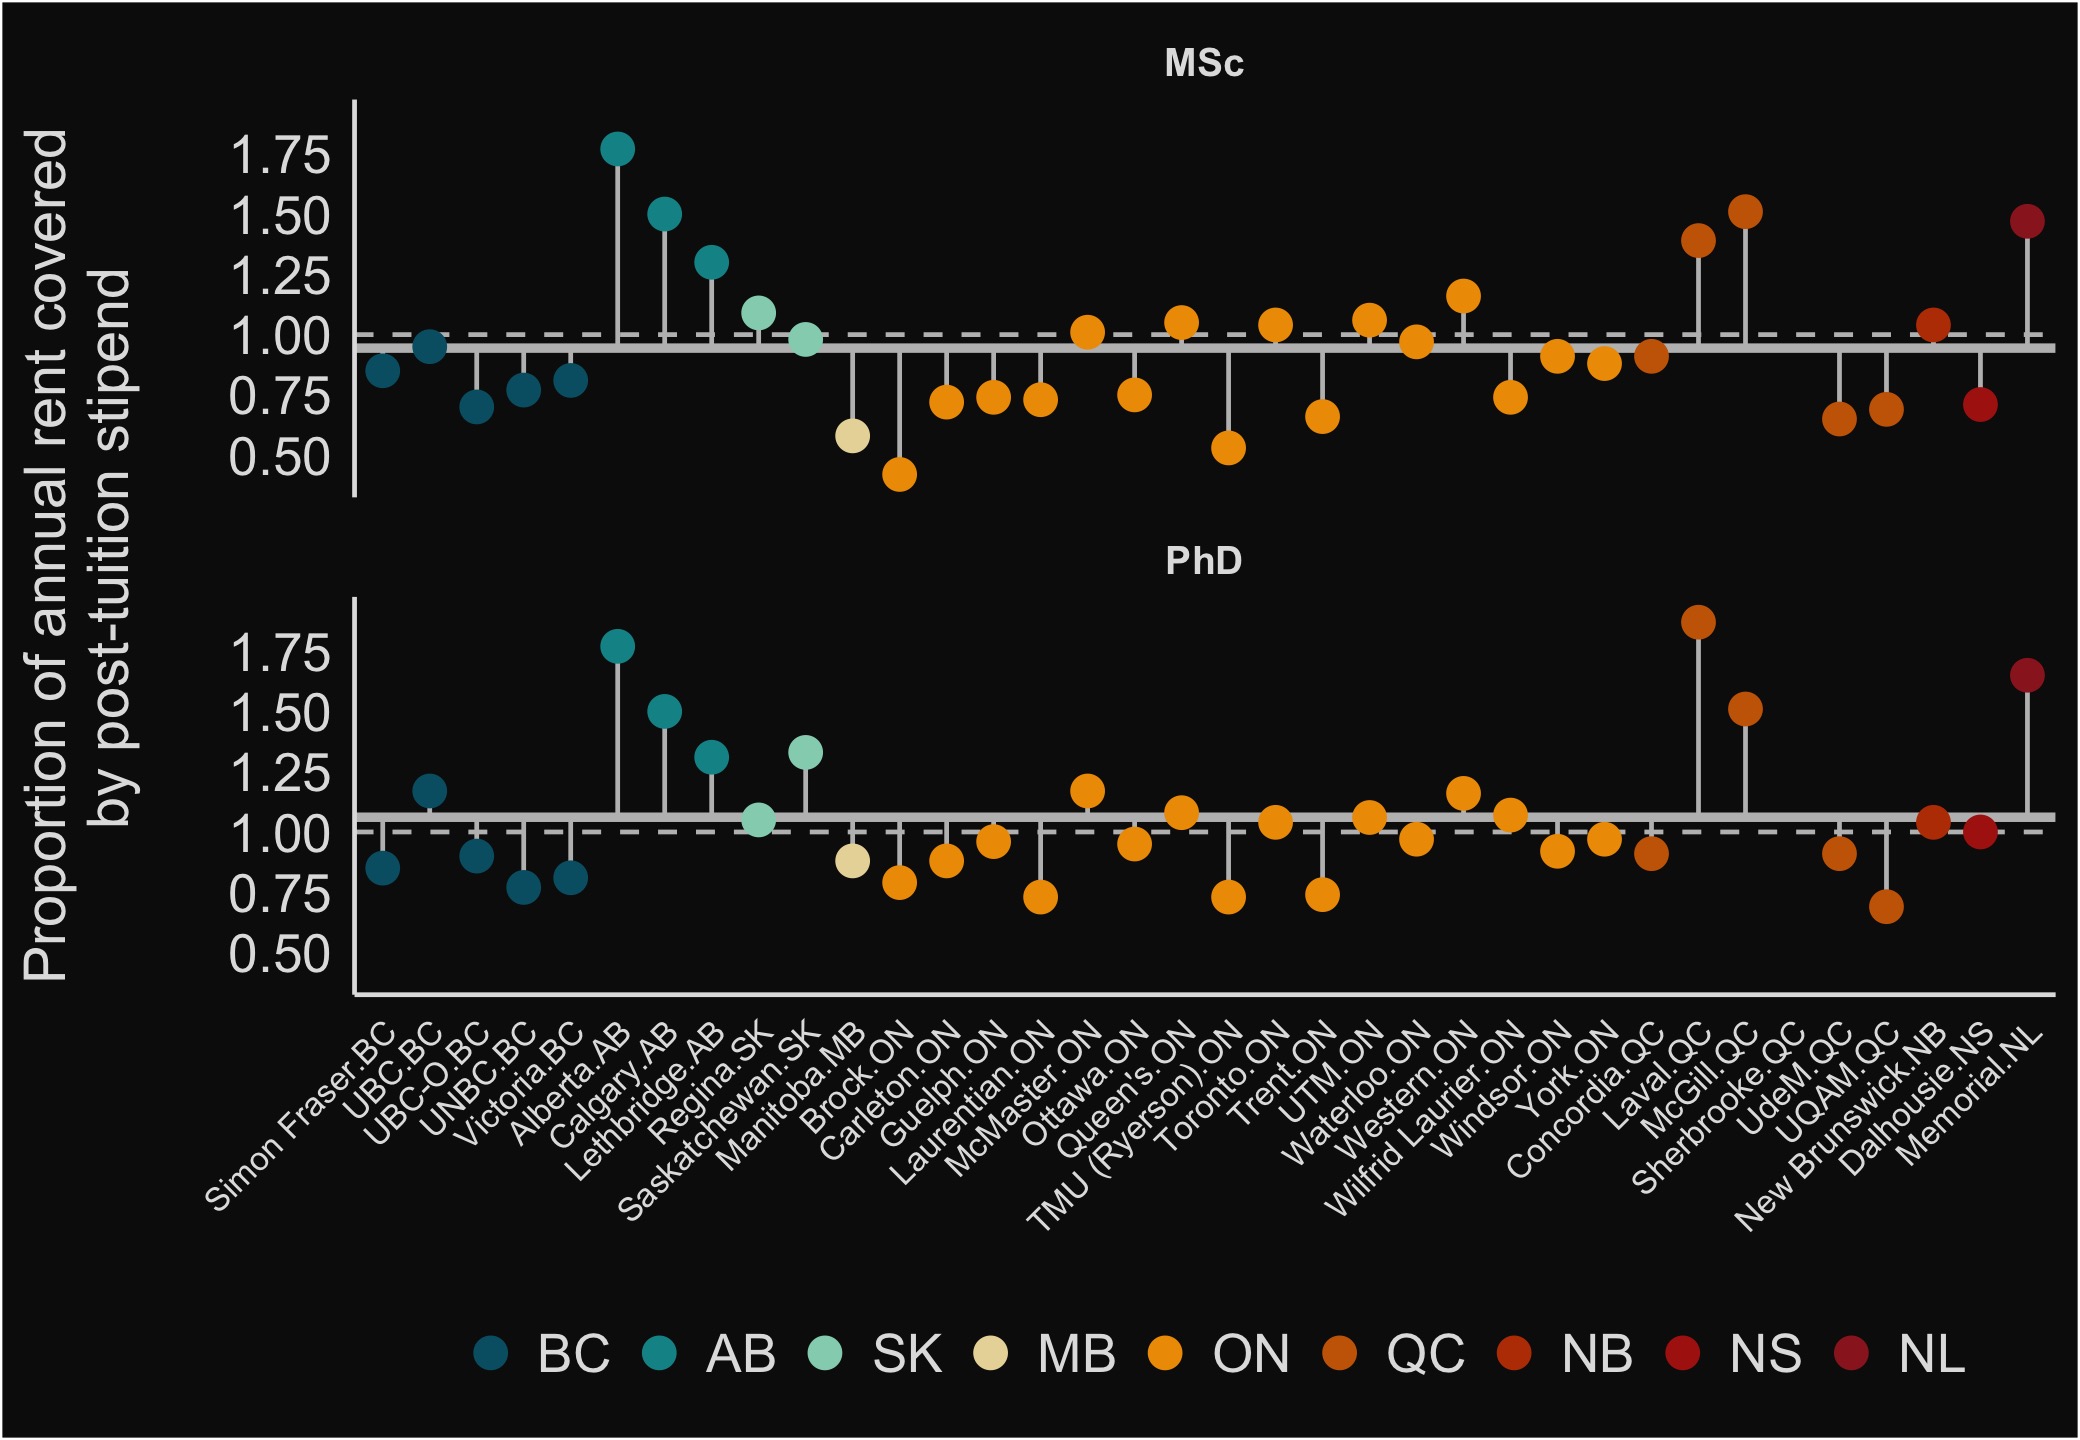 MSc
Proportion of annual rent covered
by post-tuition stipend
1.75
1.50
1.25
1.00
0.75
0.50
PhD
1.75
1.50
1.25
1.00
0.75
0.50
Simon Fraser.BC
UBC.BC
UBC-O.BC
UNBC.BC
Victoria.BC
Alberta.AB
Calgary.AB
Lethbridge.AB
Regina.SK
Saskatchewan.SK
Manitoba.MB
Brock.ON
Carleton.ON
Guelph.ON
Laurentian.ON
McMaster.ON
Ottawa.ON
Queen's.ON
TMU (Ryerson).ON
Toronto.ON
Trent.ON
UTM.ON
Waterloo.ON
Western.ON
Wilfrid Laurier.ON
Windsor.ON
York.ON
Concordia.QC
Laval.QC
McGill.QC
Sherbrooke.QC
UdeM.QC
UQAM.QC
New Brunswick.NB
Dalhousie.NS
Memorial.NL
BC AB SK MB ON QC NB NS NL